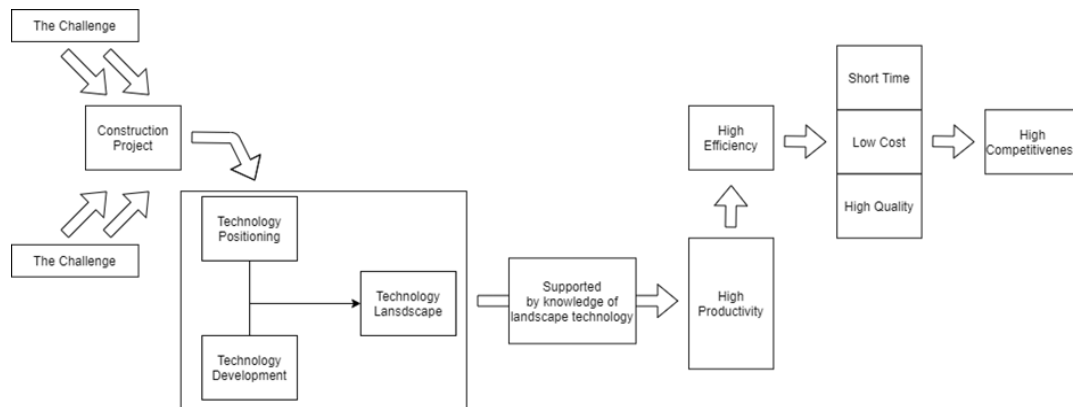 The Challenge
Construction
Project
The Challenge
Technology
Positioning
Technology
Lansdscape
Technology
Development
Supported
by knowledge of
landscape technology
High
Productivity
High
Efficiency
Short Time
Low Cost
High Quality
High
Competitiveness